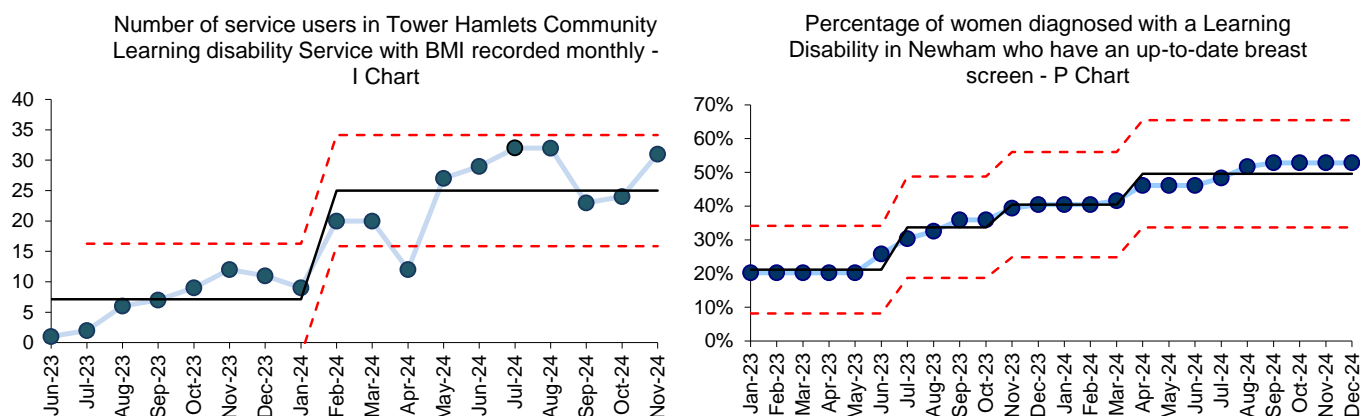 Number of service users in Tower Hamlets Community
Learning disability Service with BMI recorded monthly -
I Chart
40
35
30
25
20
15
10
5
0
Jun-23
Jul-23
Aug-23
Sep-23
Oct-23
Nov-23
Dec-23
Jan-24
Feb-24
Mar-24
Apr-24
May-24
Jun-24
Jul-24
Aug-24
Sep-24
Oct-24
Nov-24
Percentage of women diagnosed with a Learning
Disability in Newham who have an up-to-date breast
screen - P Chart
70%
60%
50%
40%
30%
20%
10%
0%
Jan-23
Feb-23
Mar-23
Apr-23
May-23
Jun-23
Jul-23
Aug-23
Sep-23
Oct-23
Nov-23
Dec-23
Jan-24
Feb-24
Mar-24
Apr-24
May-24
Jun-24
Jul-24
Aug-24
Sep-24
Oct-24
Nov-24
Dec-24